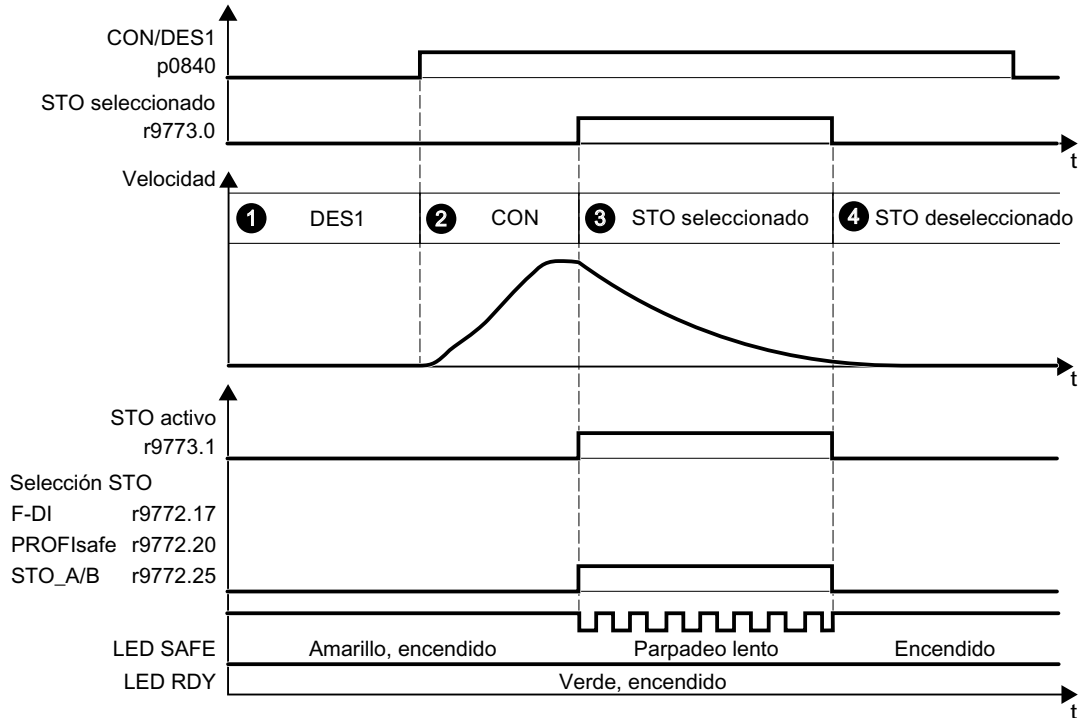 CON/DES1
p0840
STO seleccionado
r9773.0
t
Velocidad
1 DES1 2 CON 3 STO seleccionado 4 STO deseleccionado
t
STO activo
r9773.1
Selección STO
F-DI r9772.17
PROFIsafe r9772.20
STO_A/B r9772.25
LED SAFE Amarillo, encendido Parpadeo lento Encendido
LED RDY Verde, encendido
t